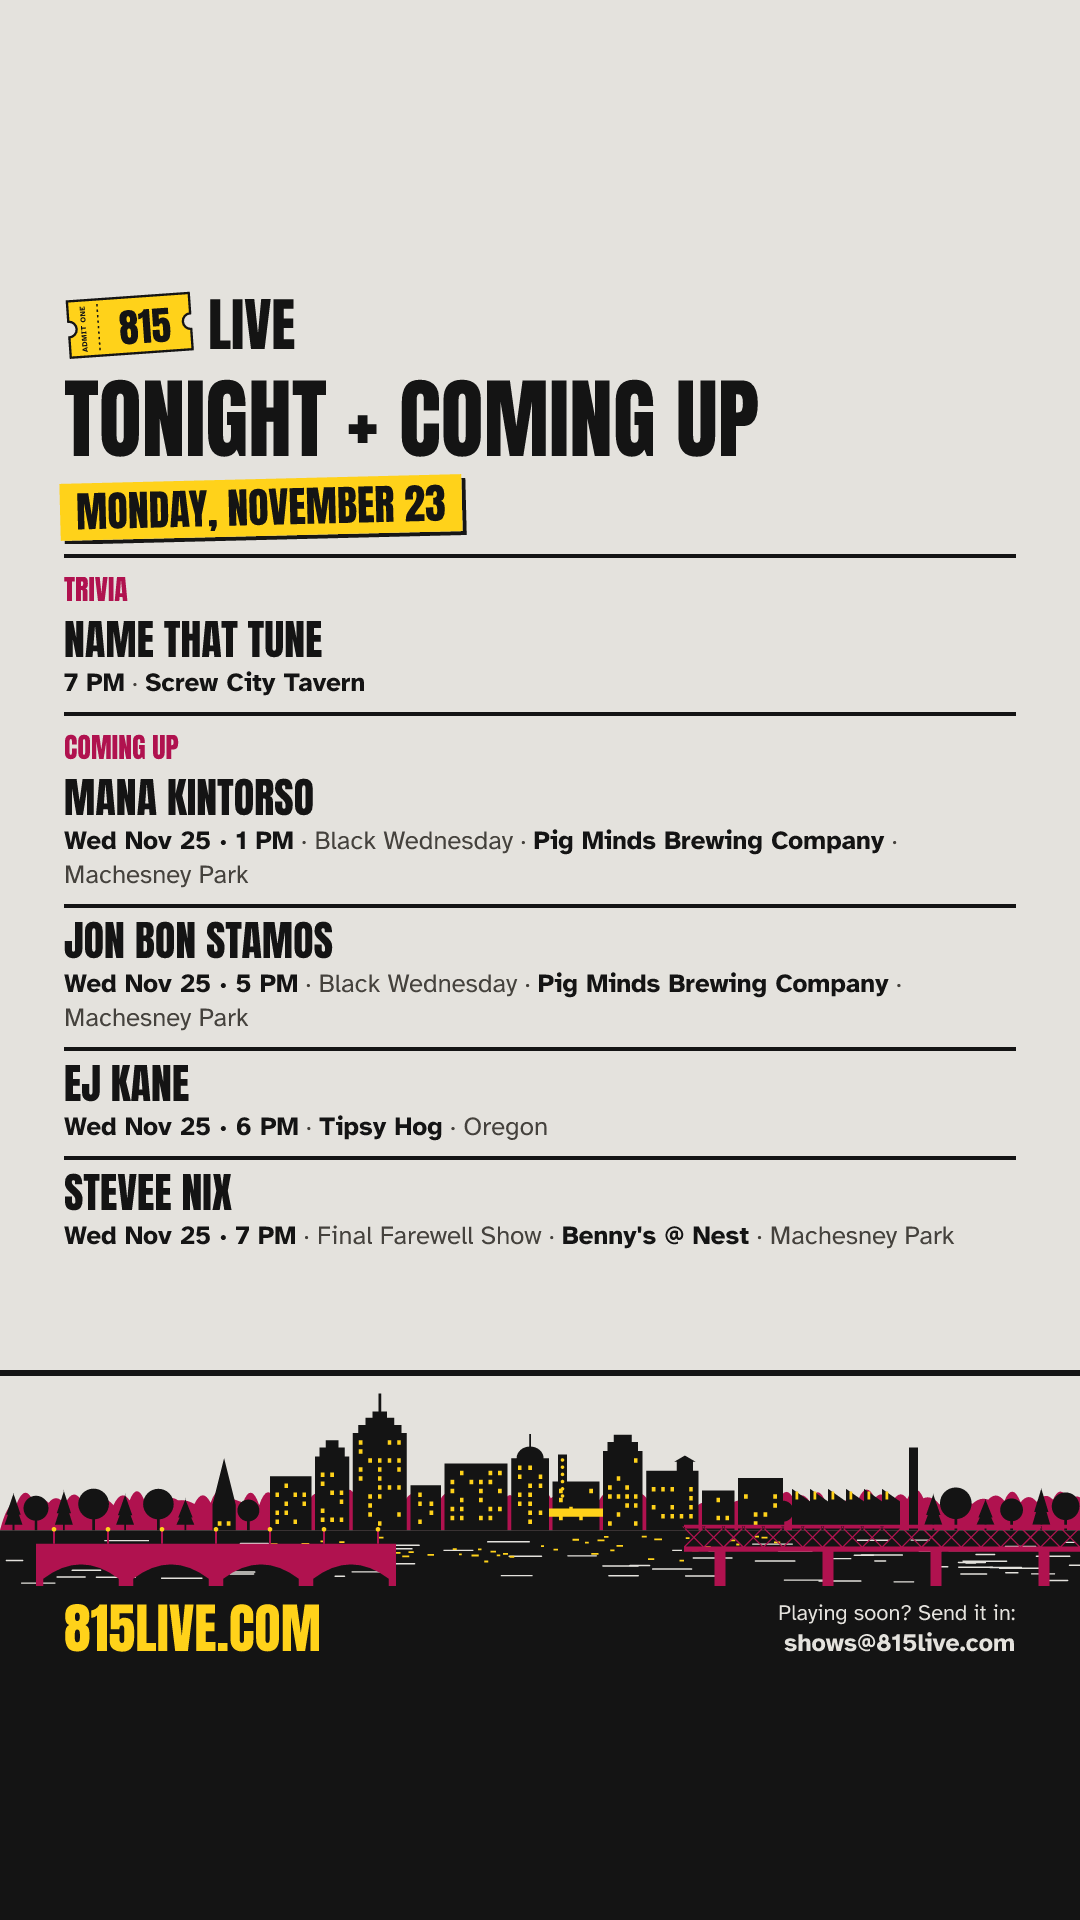 ADMIT ONE 815 LIVE
TONIGHT + COMING UP
MONDAY, NOVEMBER 23
TRIVIA
NAME THAT TUNE
7 PM · Screw City Tavern
COMING UP
MANA KINTORSO
Wed Nov 25 • 1 PM · Black Wednesday · Pig Minds Brewing Company ·
Machesney Park
JON BON STAMOS
Wed Nov 25 • 5 PM · Black Wednesday · Pig Minds Brewing Company ·
Machesney Park
EJ KANE
Wed Nov 25 • 6 PM · Tipsy Hog · Oregon
STEVEE NIX
Wed Nov 25 • 7 PM · Final Farewell Show · Benny's @ Nest · Machesney Park
815LIVE.COM
Playing soon? Send it in:
shows@815live.com